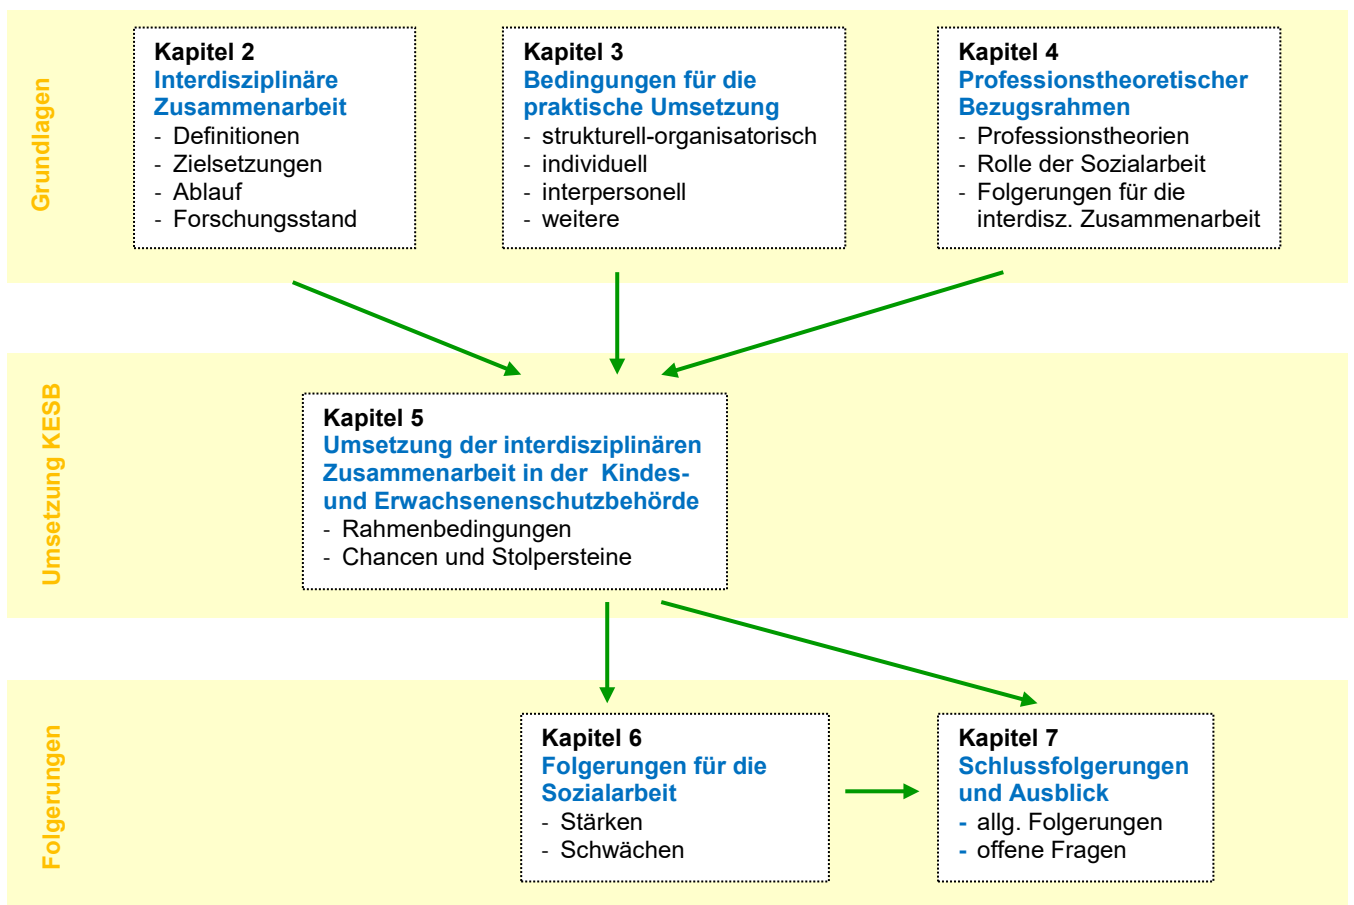 Grundlagen
Kapitel 2
Interdisziplinäre
Zusammenarbeit
- Definitionen
- Zielsetzungen
- Ablauf
- Forschungsstand
Kapitel 3
Bedingungen für die
praktische Umsetzung
- strukturell-organisatorisch
- individuell
- interpersonell
- weitere
Kapitel 4
Professionstheoretischer
Bezugsrahmen
- Professionstheorien
- Rolle der Sozialarbeit
- Folgerungen für die
interdisz. Zusammenarbeit
Umsetzung KESB
Kapitel 5
Umsetzung der interdisziplinären
Zusammenarbeit in der Kindes-
und Erwachsenenschutzbehörde
- Rahmenbedingungen
- Chancen und Stolpersteine
Folgerungen
Kapitel 6
Folgerungen für die
Sozialarbeit
- Stärken
- Schwächen
Kapitel 7
Schlussfolgerungen
und Ausblick
- allg. Folgerungen
- offene Fragen